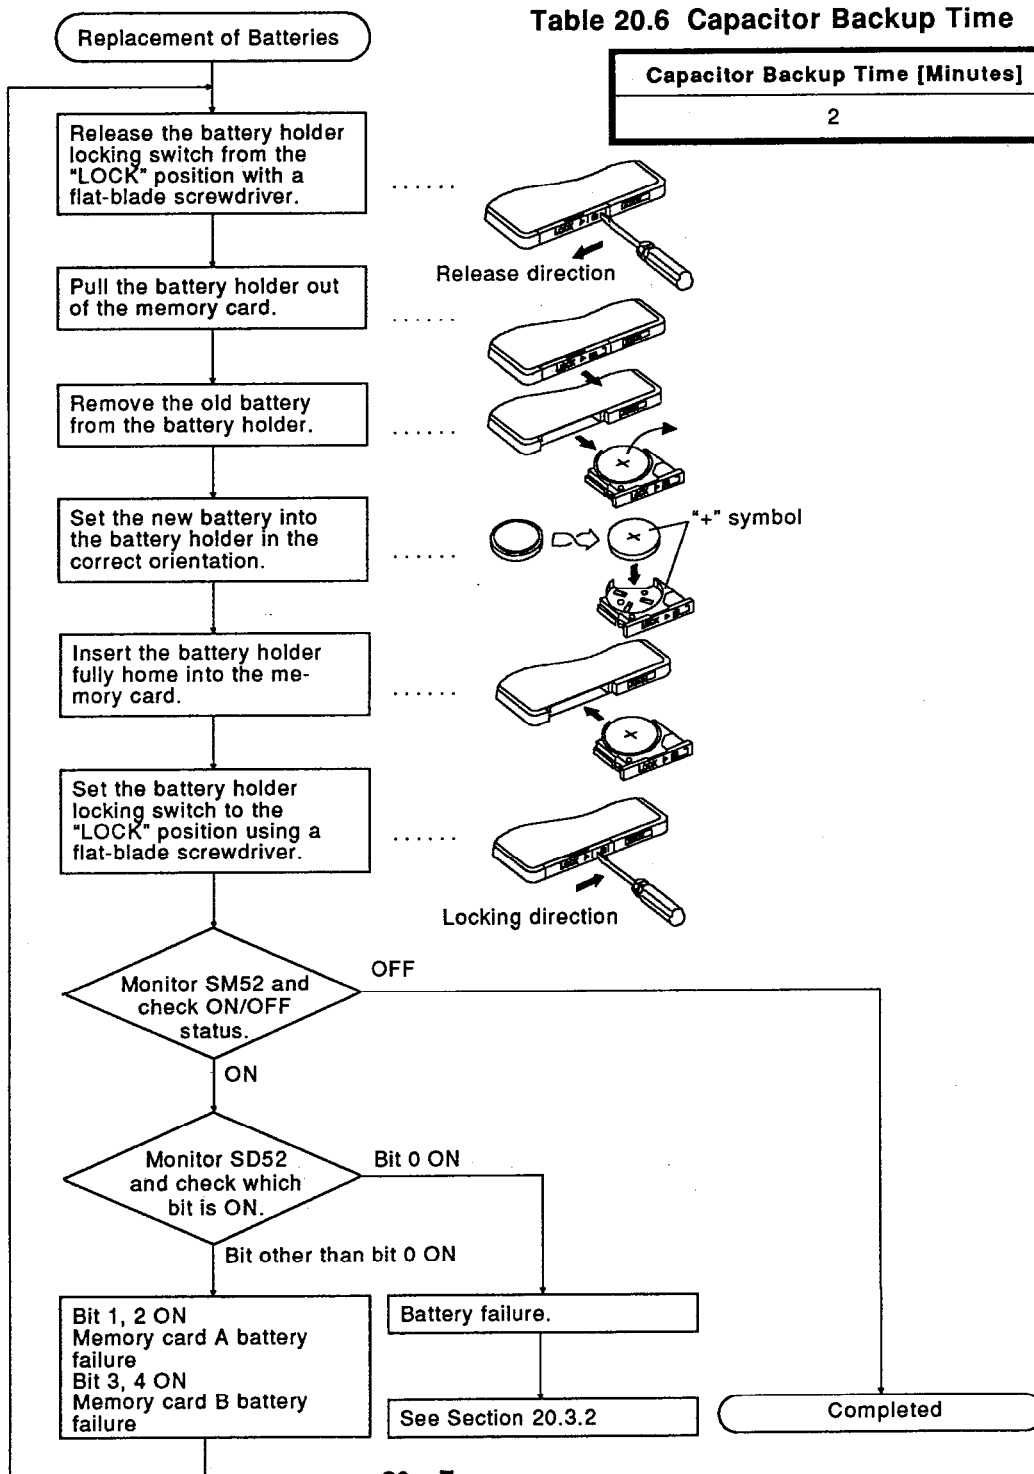 Table 20.6 Capacitor Backup Time
Capacitor Backup Time [Minutes]
2
Replacement of Batteries
Release the battery holder
locking switch from the
"LOCK" position with a
flat-blade screwdriver.
Release direction
Pull the battery holder out
of the memory card.
Remove the old battery
from the battery holder.
Set the new battery into
the battery holder in the
correct orientation.
"+" symbol
Insert the battery holder
fully home into the me-
mory card.
Set the battery holder
locking switch to the
"LOCK" position using a
flat-blade screwdriver.
Locking direction
Monitor SM52 and
check ON/OFF
status.
OFF
ON
Monitor SD52
and check which
bit is ON.
Bit 0 ON
Bit other than bit 0 ON
Bit 1, 2 ON
Memory card A battery
failure
Bit 3, 4 ON
Memory card B battery
failure
Battery failure.
See Section 20.3.2
Completed